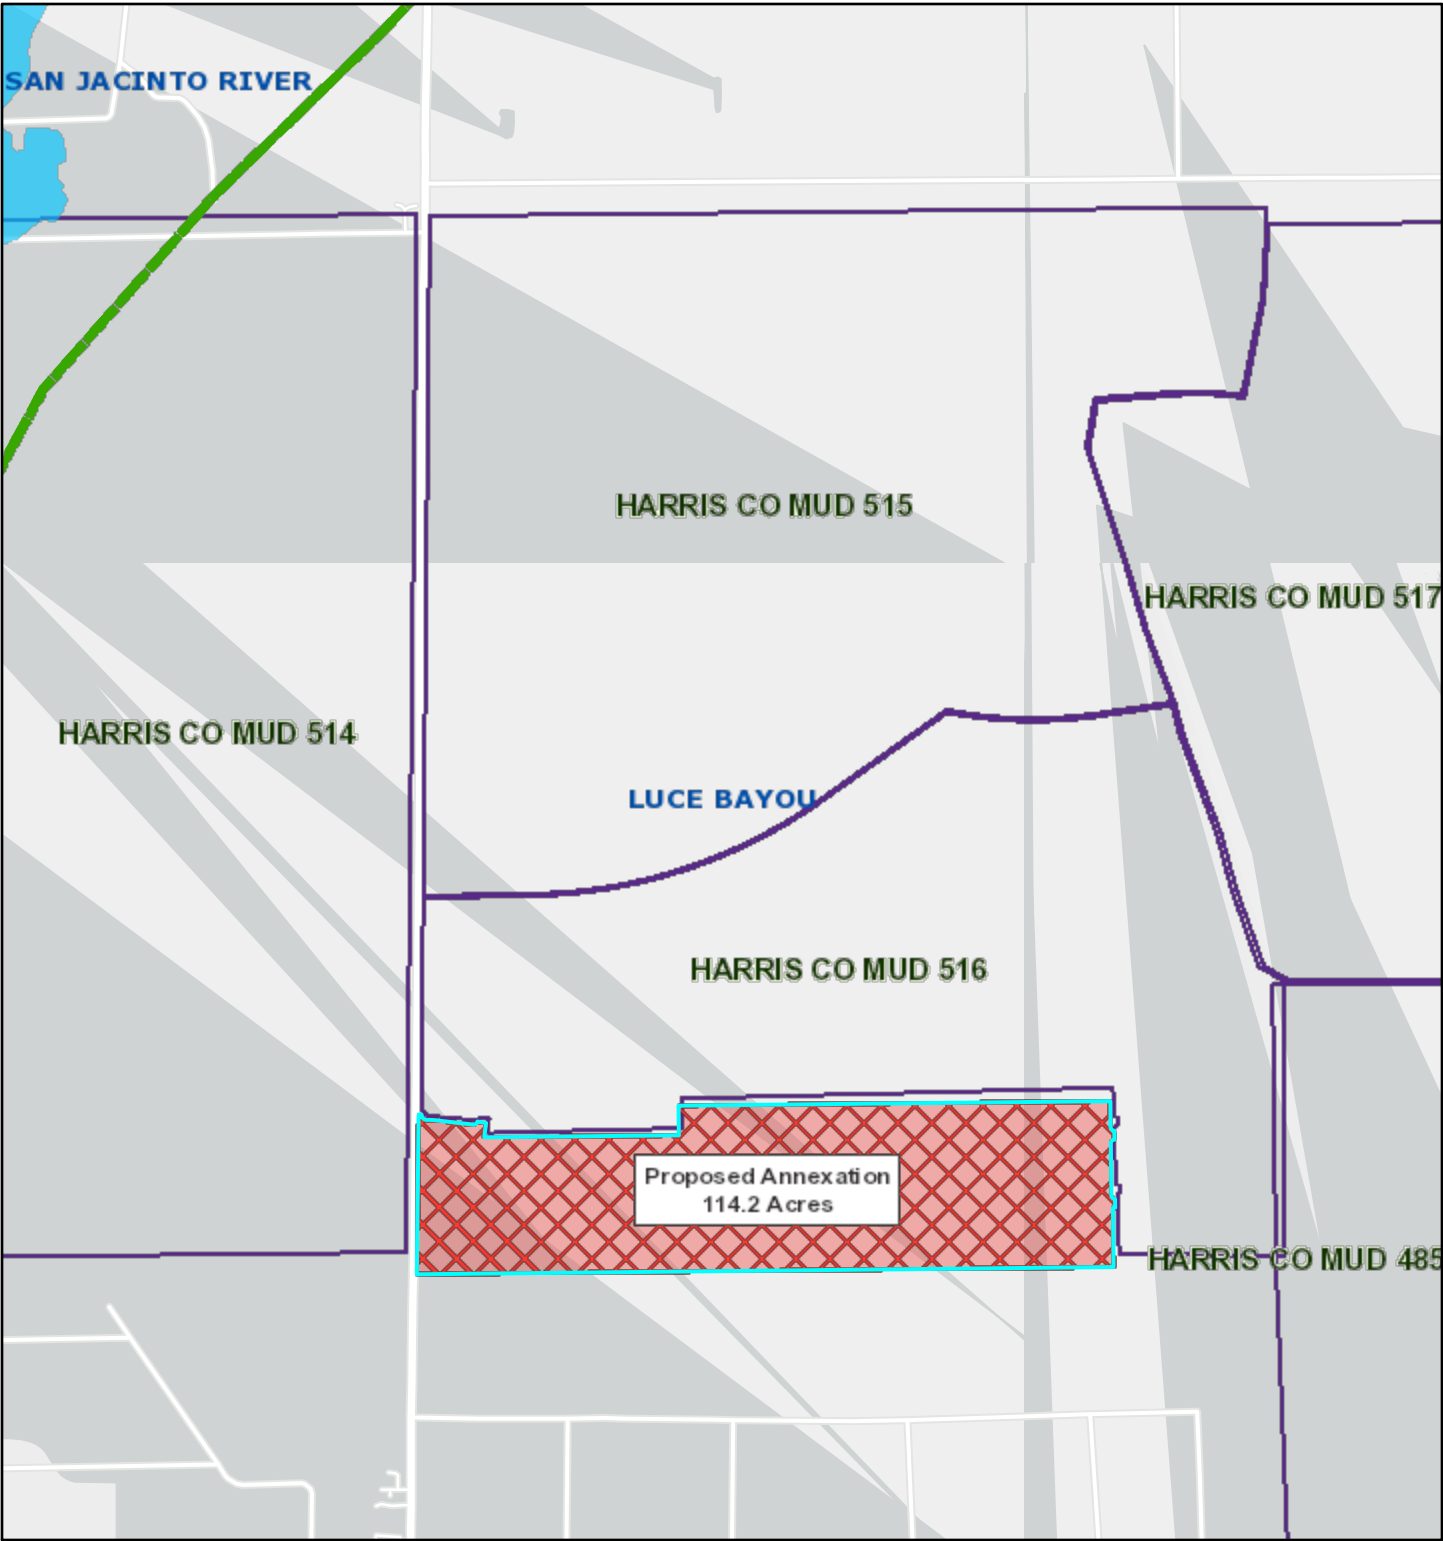 SAN JACINTO RIVER
HARRIS CO MUD 515
HARRIS CO MUD 517
HARRIS CO MUD 514
LUCE BAYOU
HARRIS CO MUD 516
Proposed Annexation
114.2 Acres
HARRIS CO MUD 485